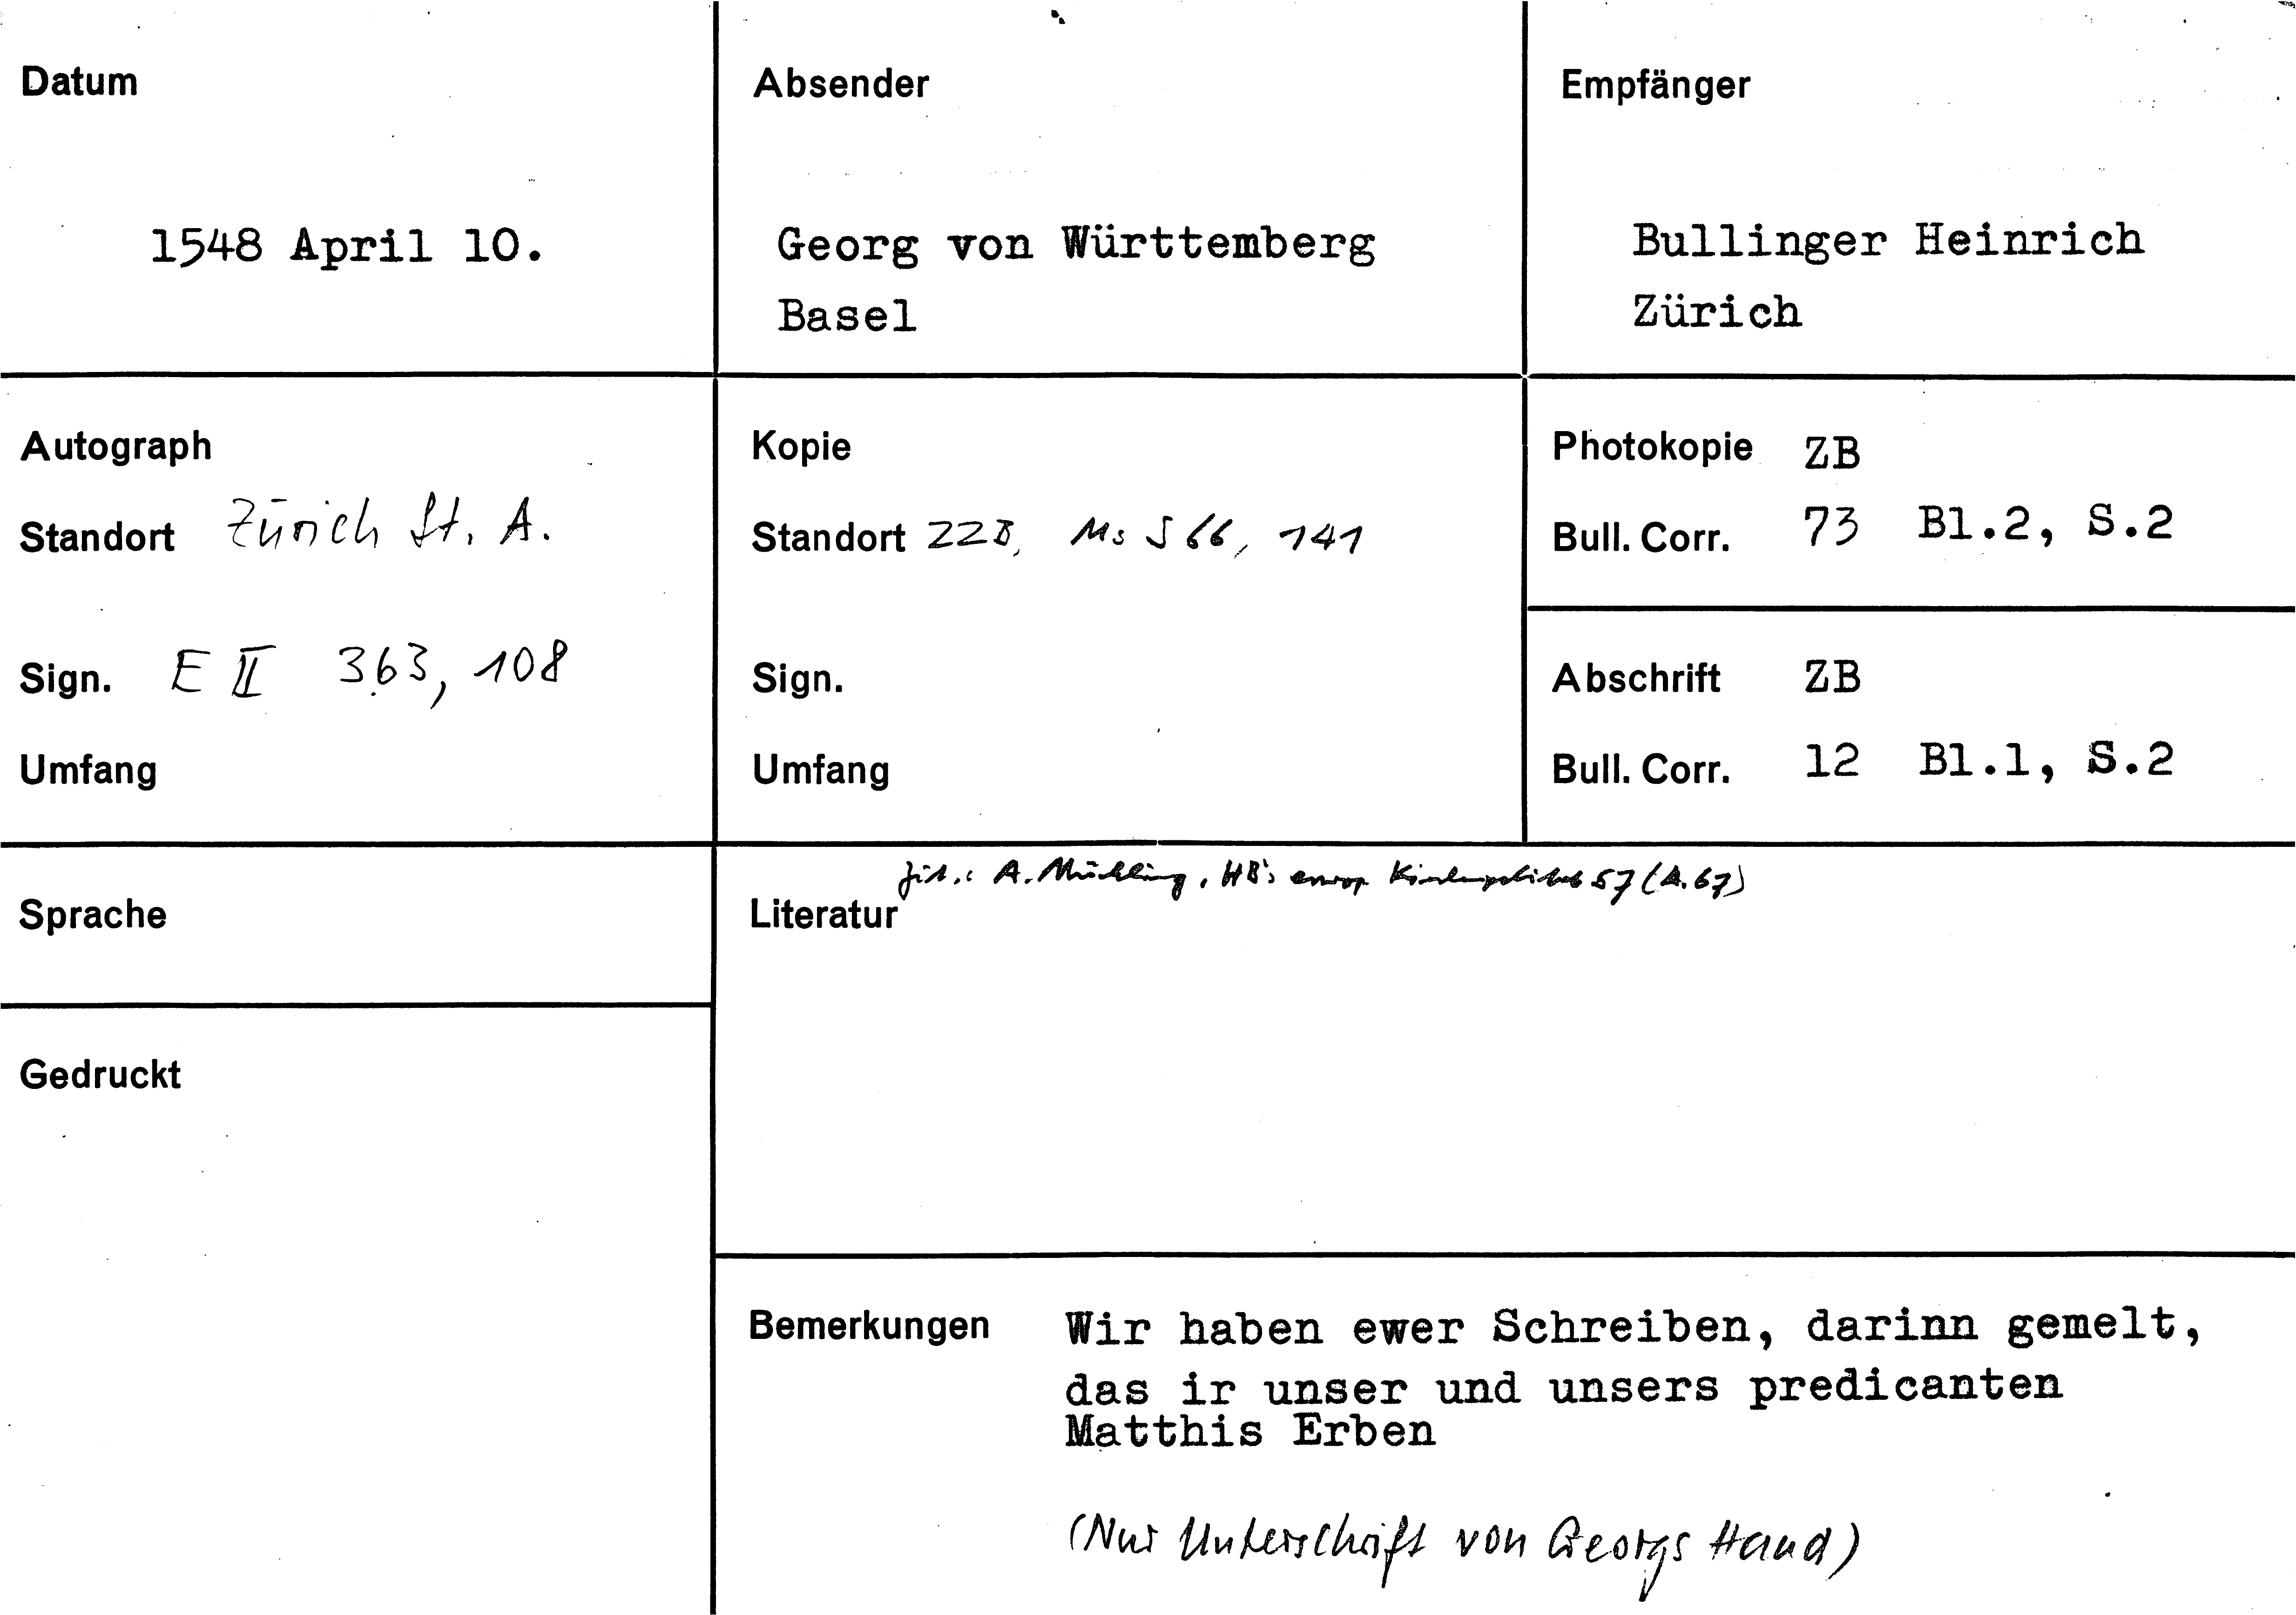 Datum
1548 April 10.
Absender
Georg von Württemberg
Basel
Empfänger
Bullinger Heinrich
Zürich
Autograph
Standort Zürich St. A.
Sign. E II 363, 108
Umfang
Kopie
Standort ZZB, Ms S 66, 141
Sign.
Umfang
Photokopie ZB
Bull. Corr. 73 Bl.2, S.2
Abschrift ZB
Bull. Corr. 12 Bl.1, S.2
Sprache
Gedruckt
zit.: A. Mühling, HB's europ. Kirchenpolitik 57 (A. 67)
Literatur
Bemerkungen Wir haben ewer Schreiben, darinn gemelt,
das ir unser und unsers predicanten
Matthis Erben
(Nur Unterschrift von Georgs Hand)